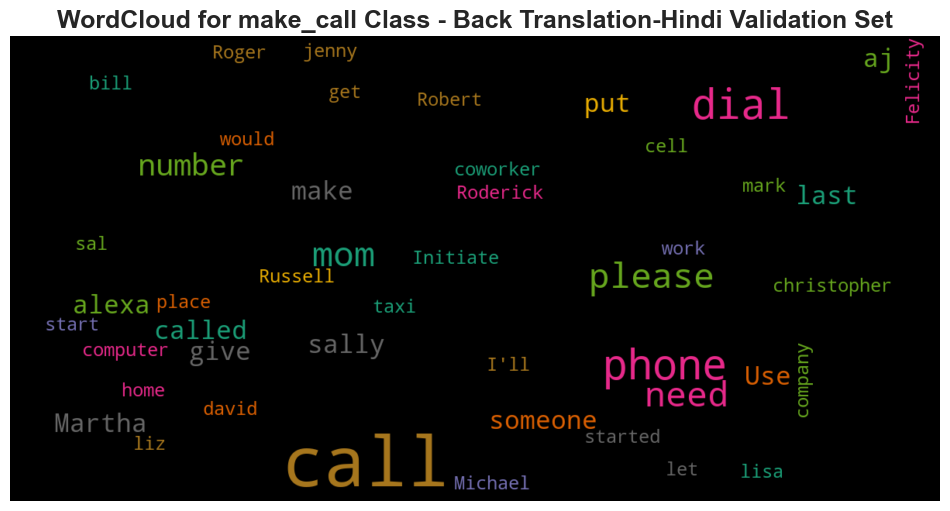 WordCloud for make_call Class - Back Translation-Hindi Validation Set
Roger
jenny
aj
Felicity
bill
get
Robert
put
dial
would
cell
number
coworker
make
Roderick
mark
last
sal
mom
Initiate
work
Russell
please
christopher
alexa
place
taxi
start
called
computer
give
sally
I'll
phone
Use
company
home
need
david
Martha
someone
liz
started
call
Michael
let
lisa